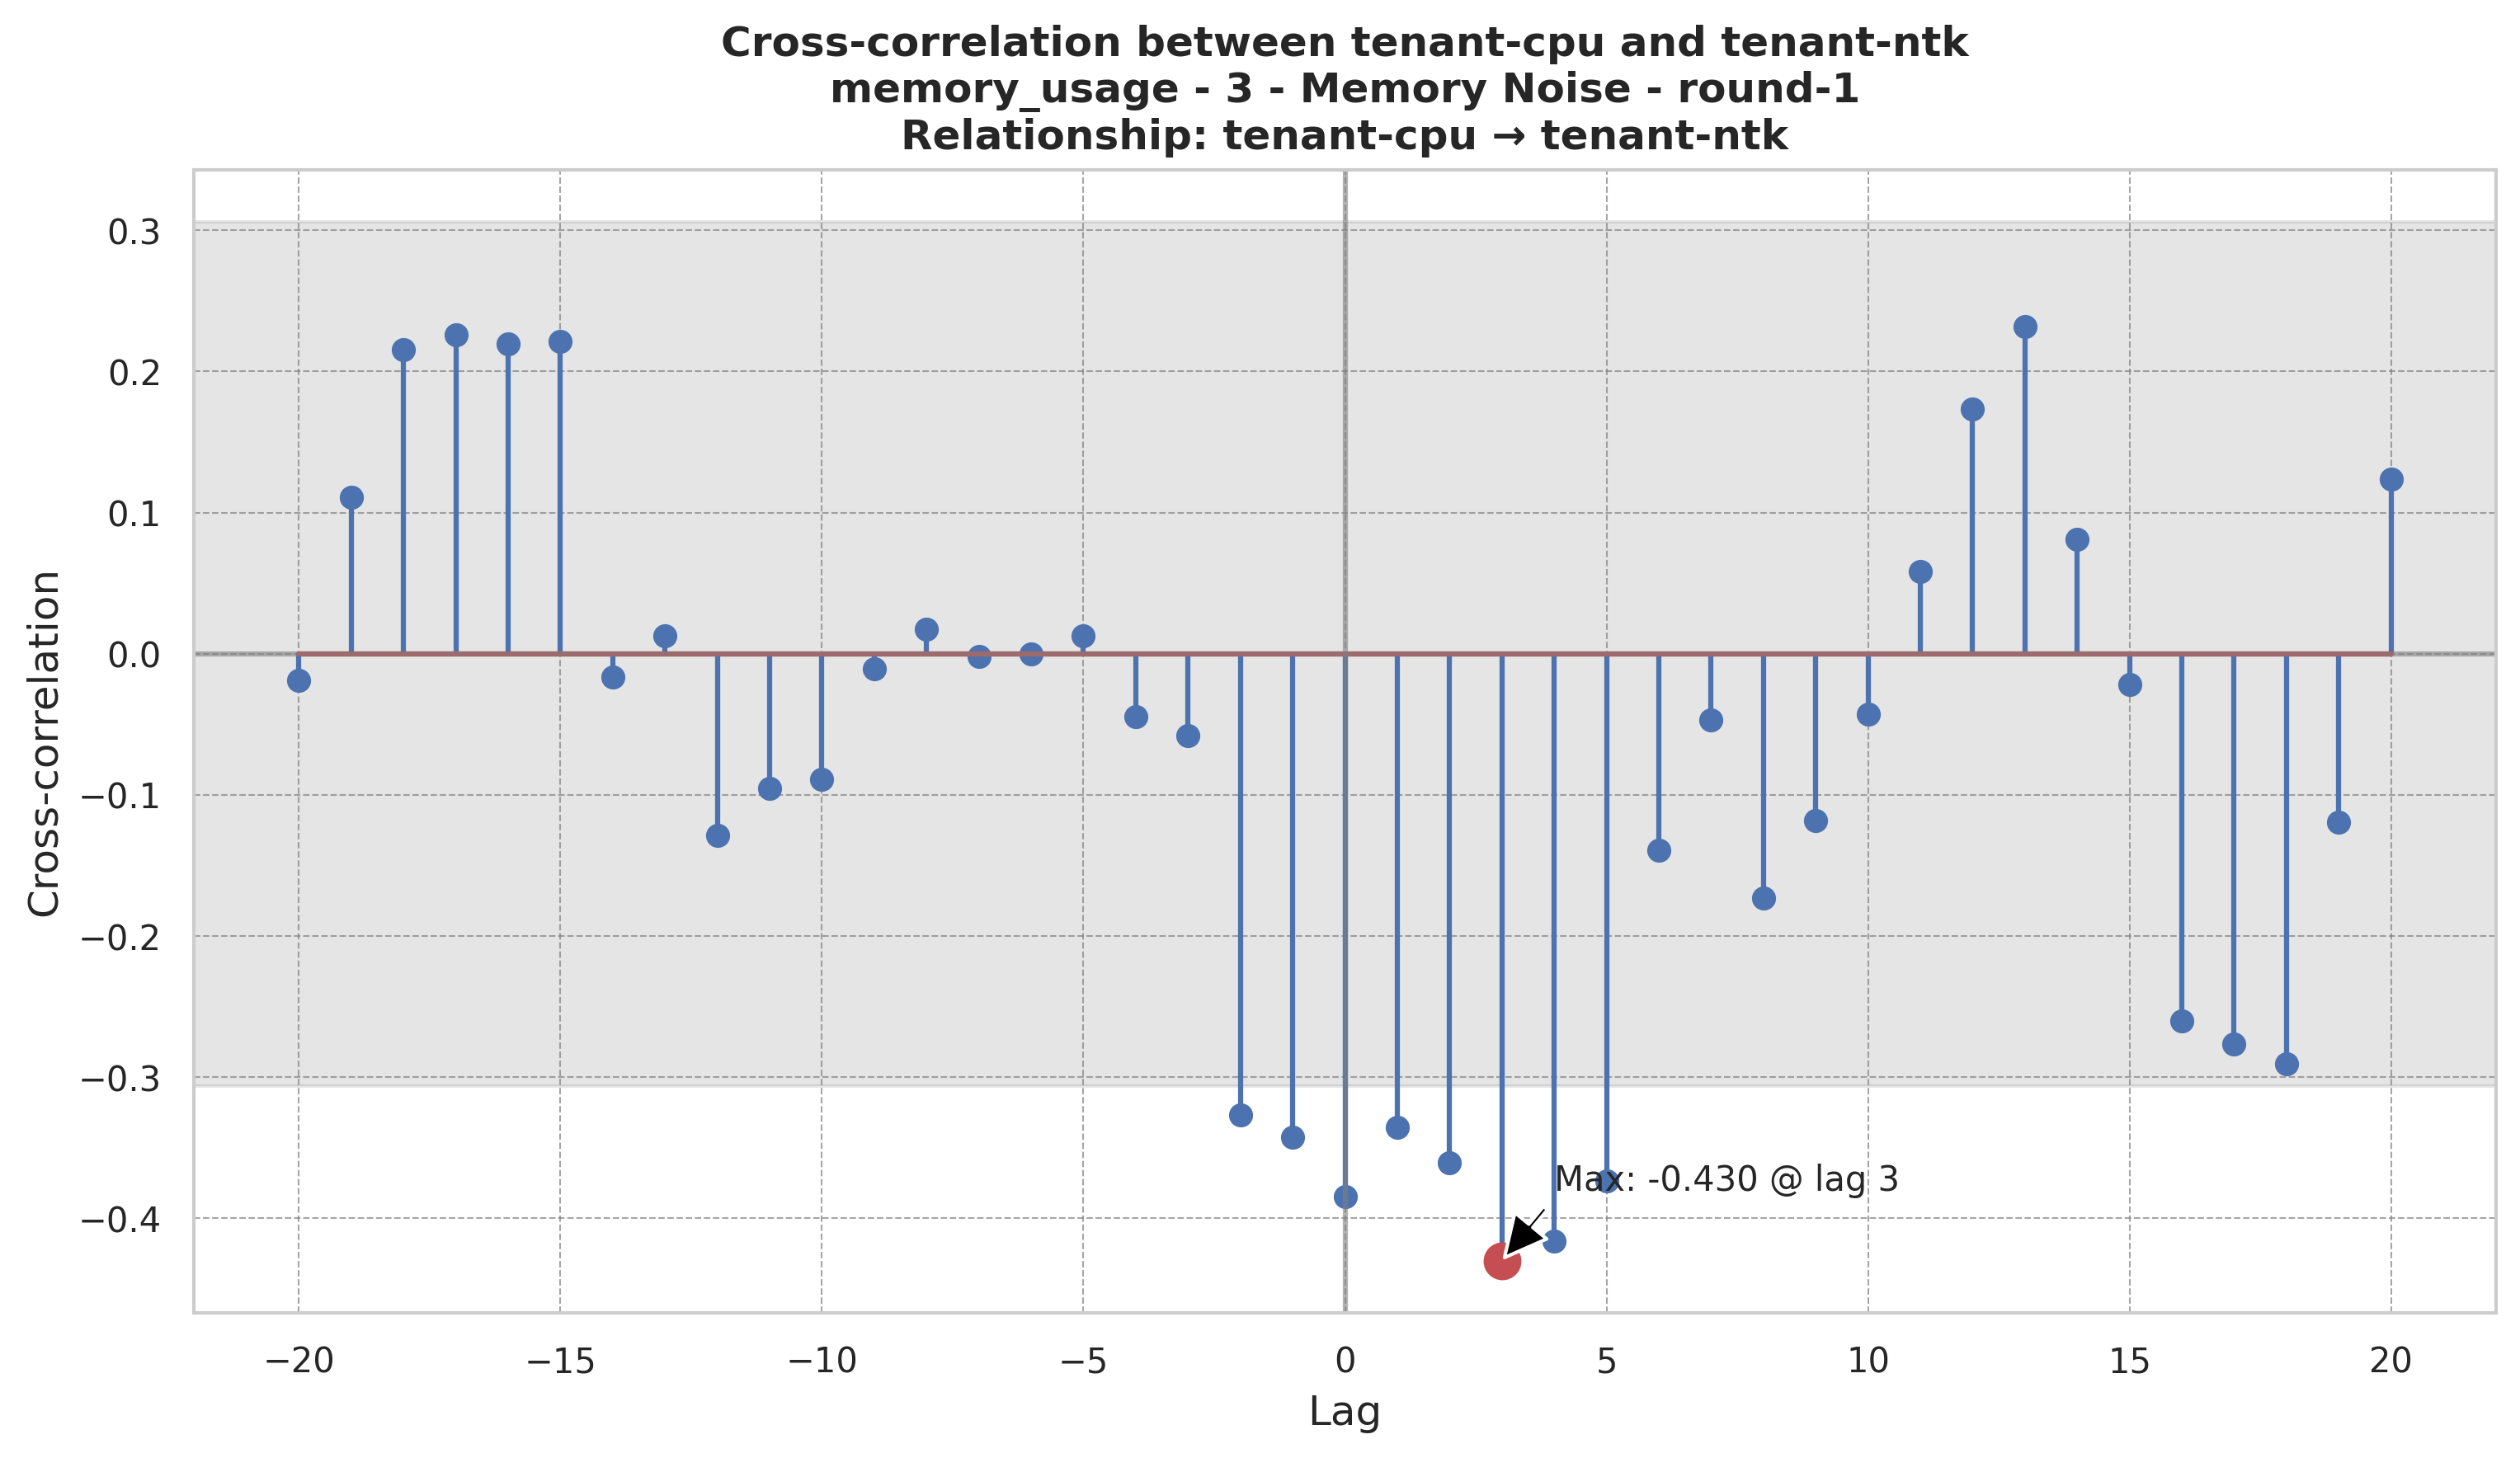 Cross-correlation between tenant-cpu and tenant-ntk
memory_usage - 3 - Memory Noise - round-1
Relationship: tenant-cpu → tenant-ntk
Cross-correlation
0.3
0.2
0.1
0.0
−0.1
−0.2
−0.3
−0.4
Max: -0.430 @ lag 3
−20 −15 −10 −5 0 5 10 15 20
Lag